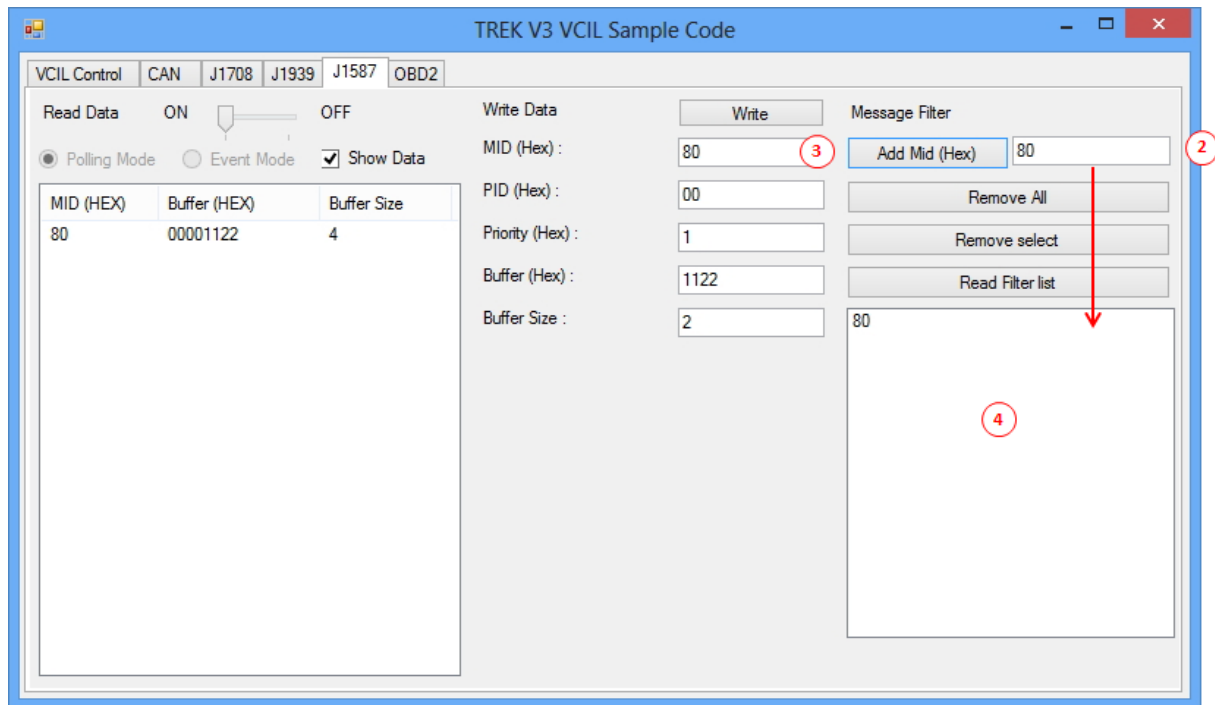 TREK V3 VCIL Sample Code
VCIL Control CAN J1708 J1939 J1587 OBD2
Read Data ON OFF
Polling Mode Event Mode Show Data
MID (HEX) Buffer (HEX) Buffer Size
80 00001122 4
Write Data Write
MID (Hex) : 80
PID (Hex) : 00
Priority (Hex) : 1
Buffer (Hex) : 1122
Buffer Size : 2
Message Filter
3 Add Mid (Hex) 80 2
Remove All
Remove select
Read Filter list
80
4